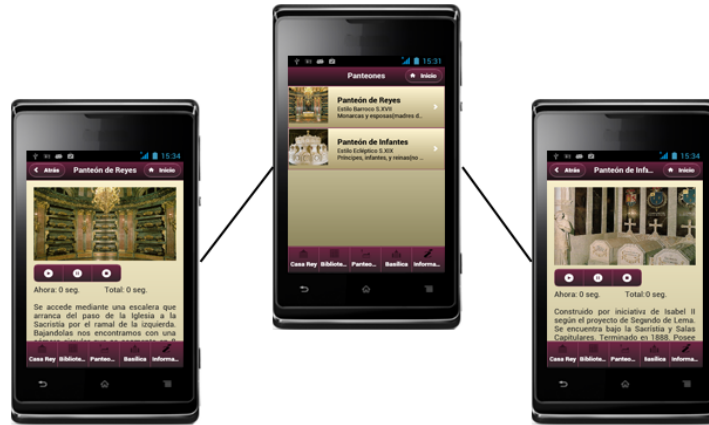 15:31
Panteones
Inicio
Panteón de Reyes
Estilo Barroco S.XVII
Monarcas y esposas(madres d..
Panteón de Infantes
Estilo Ecléptico S.XIX
Príncipes, infantes, y reinas(no ...
Casa Rey Bibliote.. Panteo.. Basílica Informa..
15:34
Atrás Panteón de Reyes Inicio
Ahora: 0 seg. Total: 0 seg.
Se accede mediante una escalera que
arranca del paso de la Iglesia a la
Sacristía por el ramal de la izquierda.
Bajandolas nos encontramos con una
Casa Rey Bibliote.. Panteo.. Basílica Informa..
15:34
Atrás Panteón de Infa.. Inicio
Ahora: 0 seg. Total:0 seg.
Construido por iniciativa de Isabel II
según el proyecto de Segundo de Lema.
Se encuentra bajo la Sacristía y Salas
Capitulares. Terminado en 1888. Posee
Casa Rey Bibliote.. Panteo.. Basílica Informa..